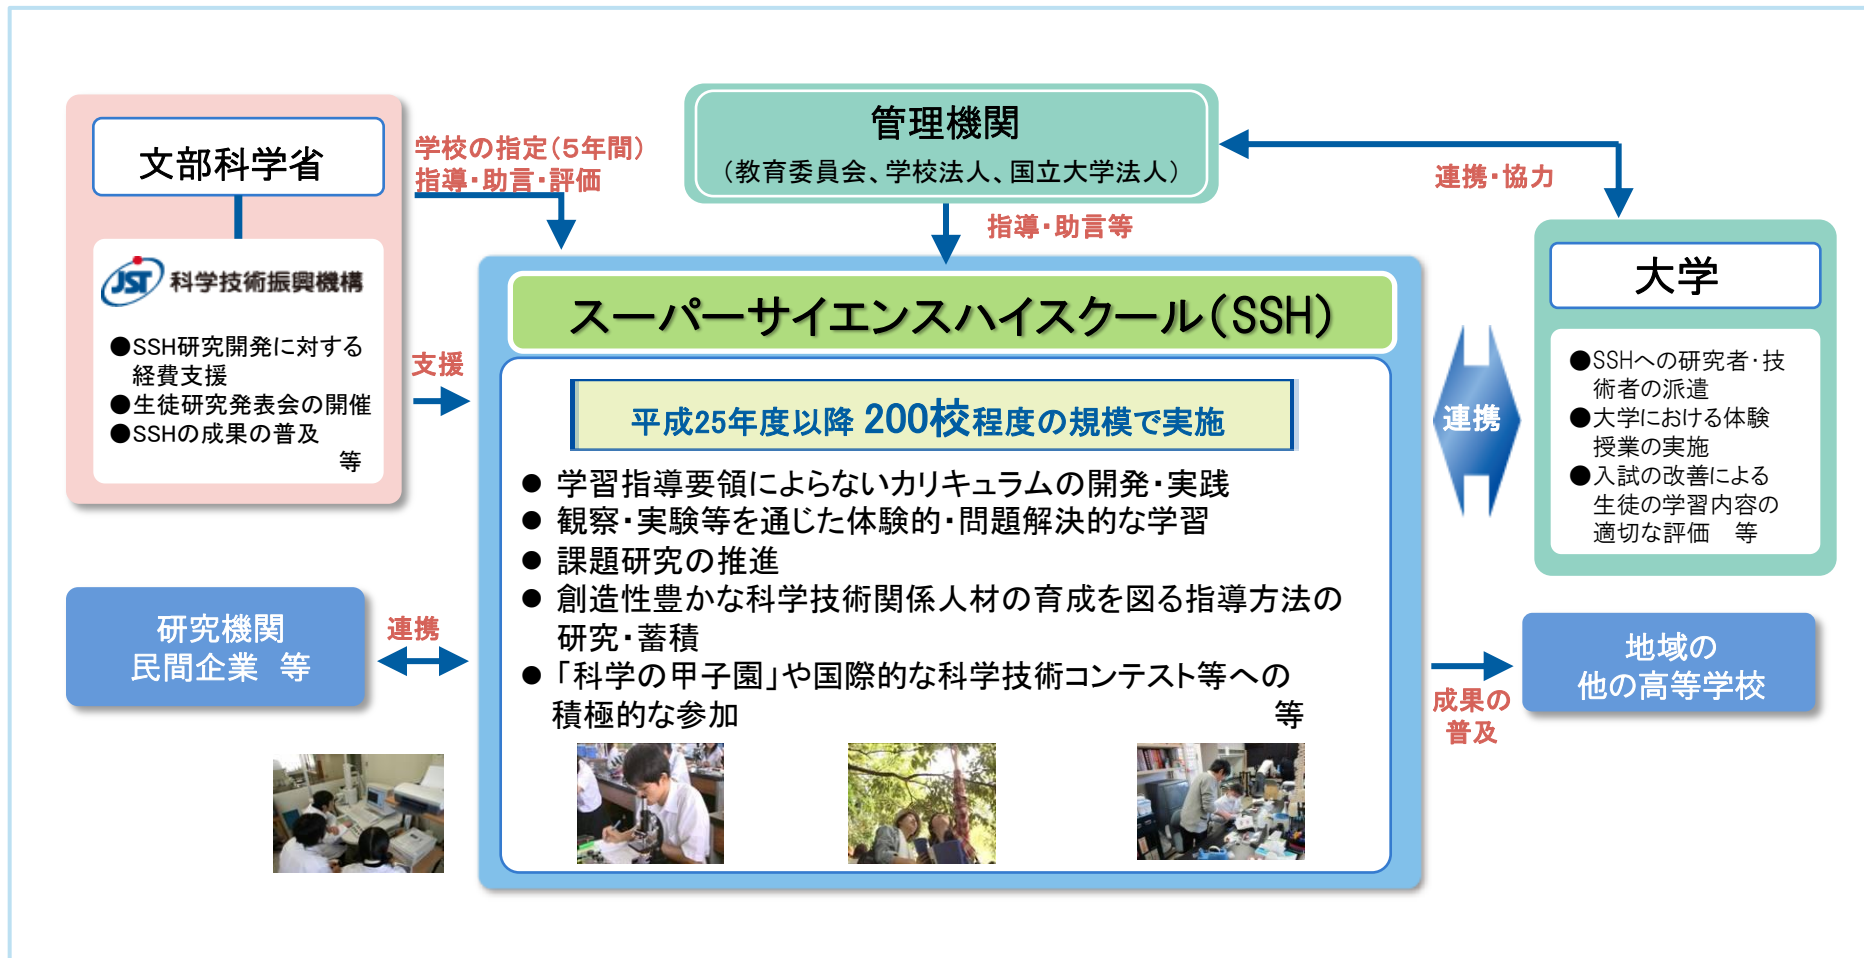 文部科学省
JST 科学技術振興機構
●SSH研究開発に対する
経費支援
●生徒研究発表会の開催
●SSHの成果の普及
等
学校の指定(5年間)
指導・助言・評価
支援
管理機関
(教育委員会、学校法人、国立大学法人)
指導・助言等
連携・協力
スーパーサイエンスハイスクール(SSH)
平成25年度以降 200校程度の規模で実施
● 学習指導要領によらないカリキュラムの開発・実践
● 観察・実験等を通じた体験的・問題解決的な学習
● 課題研究の推進
● 創造性豊かな科学技術関係人材の育成を図る指導方法の
研究・蓄積
● 「科学の甲子園」や国際的な科学技術コンテスト等への
積極的な参加 等
連携
大学
●SSHへの研究者・技
術者の派遣
●大学における体験
授業の実施
●入試の改善による
生徒の学習内容の
適切な評価 等
研究機関
民間企業 等
連携
成果の
普及
地域の
他の高等学校